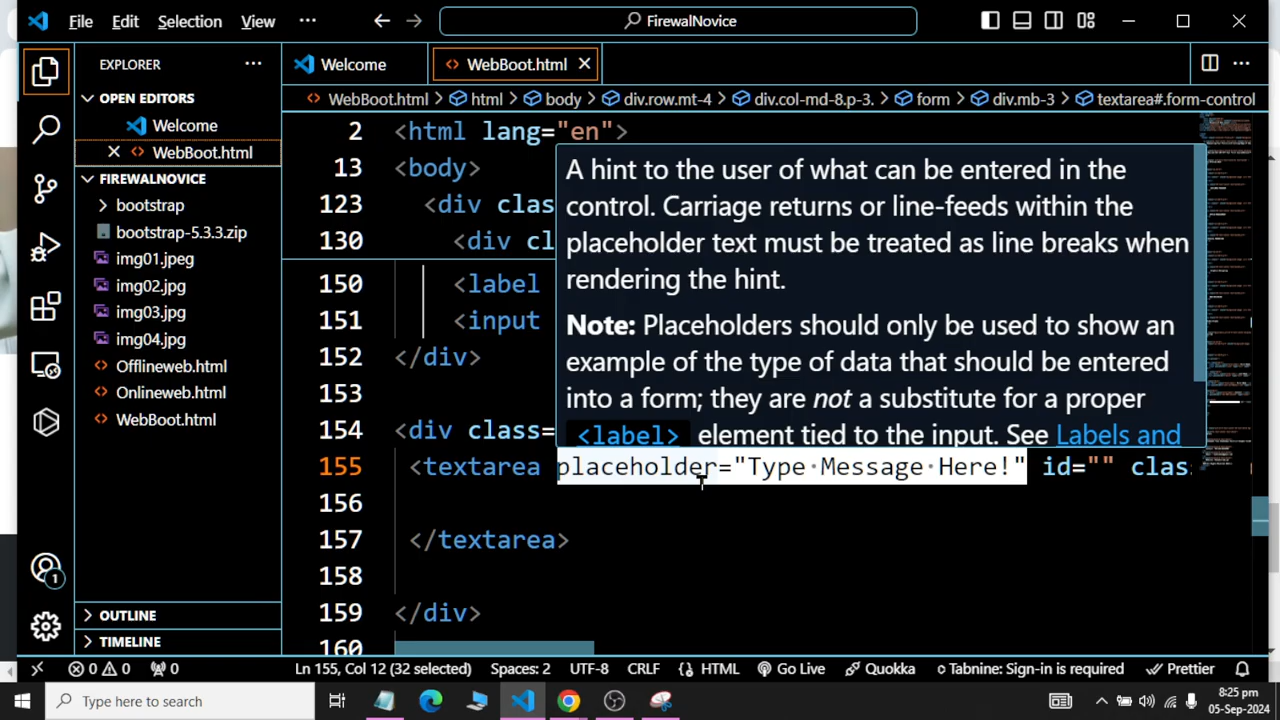 File Edit Selection View ··· FirewalNovice
EXPLORER ···
OPEN EDITORS
Welcome
WebBoot.html
FIREWALNOVICE
bootstrap
bootstrap-5.3.3.zip
img01.jpeg
img02.jpg
img03.jpg
img04.jpg
Offlineweb.html
Onlineweb.html
WebBoot.html
OUTLINE
TIMELINE
Welcome WebBoot.html
WebBoot.html > html > body > div.row.mt-4 > div.col-md-8.p-3. > form > div.mb-3 > textarea#.form-control
2 <html lang="en">
13 <body>
123 <div clas
130 <div cl
150 <label
151 <input
152 </div>
153
154 <div class=
155 <textarea placeholder="Type·Message·Here!" id="" clas
156
157 </textarea>
158
159 </div>
160
A hint to the user of what can be entered in the
control. Carriage returns or line-feeds within the
placeholder text must be treated as line breaks when
rendering the hint.
Note: Placeholders should only be used to show an
example of the type of data that should be entered
into a form; they are not a substitute for a proper
<label> element tied to the input. See Labels and
1
0 0 0 Ln 155, Col 12 (32 selected) Spaces: 2 UTF-8 CRLF HTML Go Live Quokka Tabnine: Sign-in is required Prettier
Type here to search
8:25 pm
05-Sep-2024